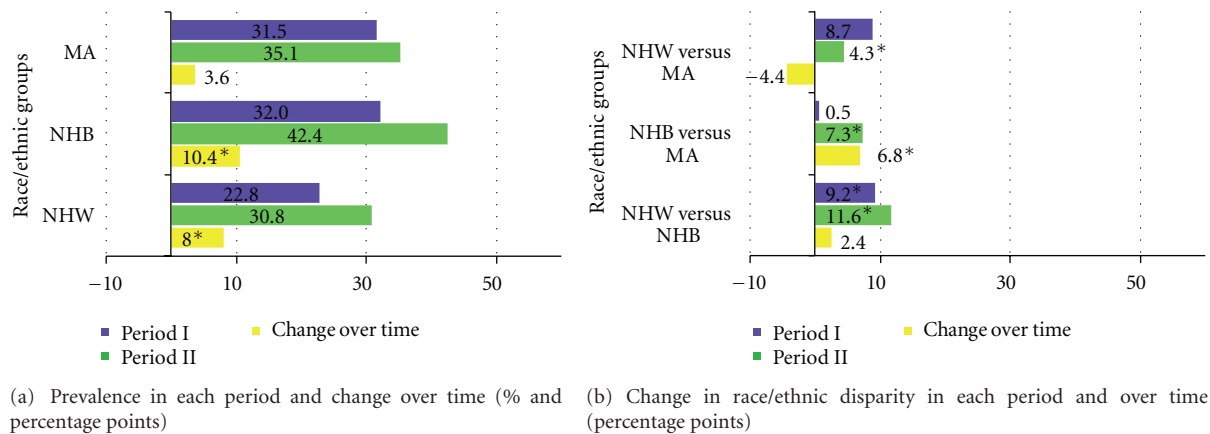 Race/ethnic groups
MA
31.5
35.1
3.6
NHB
32.0
42.4
10.4*
NHW
22.8
30.8
8*
−10
10
30
50
Period I
Change over time
Period II
(a) Prevalence in each period and change over time (% and
percentage points)
Race/ethnic groups
NHW versus
MA
8.7
4.3*
−4.4
NHB versus
MA
0.5
7.3*
6.8*
NHW versus
NHB
9.2*
11.6*
2.4
−10
10
30
50
Period I
Change over time
Period II
(b) Change in race/ethnic disparity in each period and over time
(percentage points)